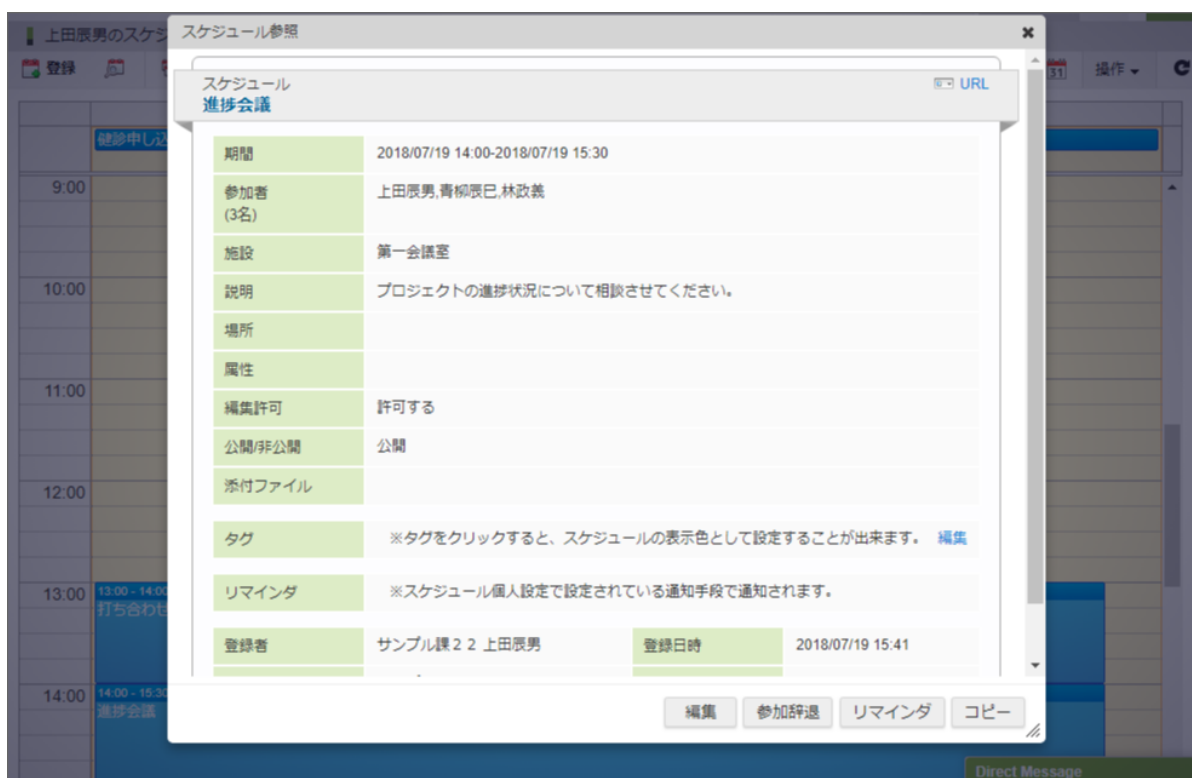 上田辰男のスケジ
登録
31
操作
スケジュール参照
スケジュール
進捗会議
URL
健診申し込
期間
2018/07/19 14:00-2018/07/19 15:30
9:00
参加者
(3名)
上田辰男,青柳辰巳,林政義
施設
第一会議室
10:00
説明
プロジェクトの進捗状況について相談させてください。
場所
属性
11:00
編集許可
許可する
公開/非公開
公開
添付ファイル
12:00
タグ
※タグをクリックすると、スケジュールの表示色として設定することが出来ます。 編集
13:00
13:00 - 14:00
打ち合わせ
リマインダ
※スケジュール個人設定で設定されている通知手段で通知されます。
登録者
サンプル課22 上田辰男
登録日時
2018/07/19 15:41
14:00
14:00 - 15:30
進捗会議
編集
参加辞退
リマインダ
コピー
Direct Message